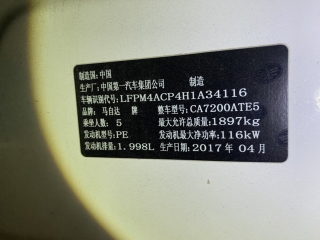 制造国:中国
生产厂:中国第一汽车集团公司 制造
车辆识别代号:LFPM4ACP4H1A34116
品牌:马自达 牌 整车型号:CA7200ATE5
乘坐人数:5 最大允许总质量:1897kg
发动机型号:PE 发动机最大净功率:116kW
发动机排量:1.998L 生产日期:2017年04月